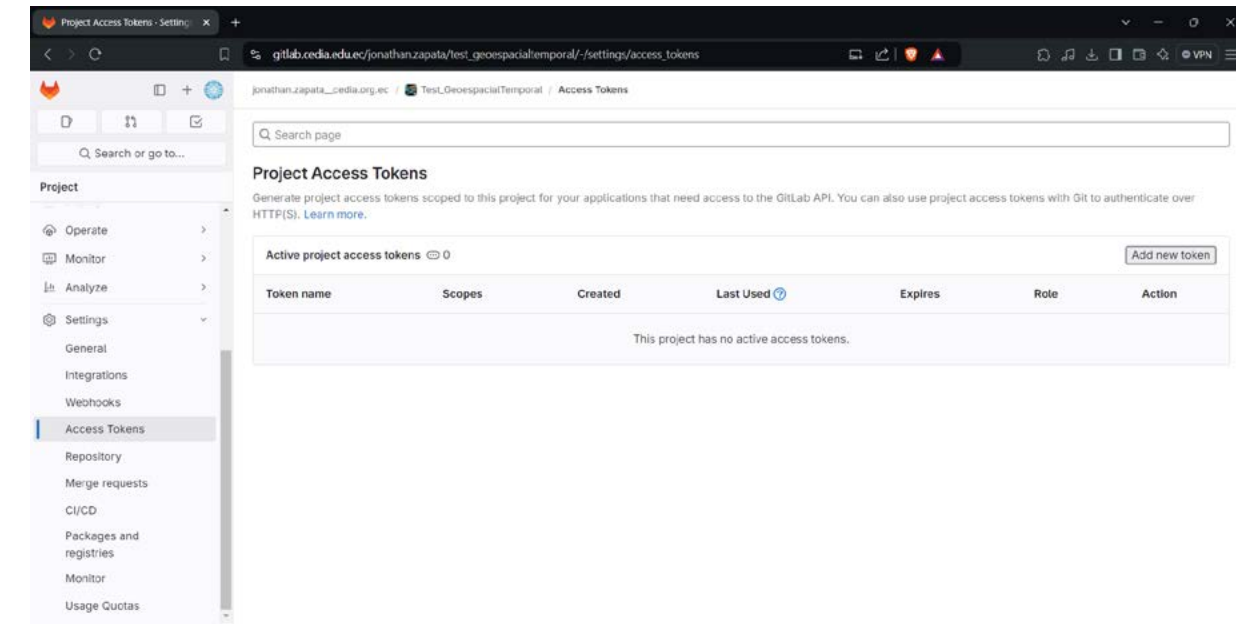 Project Access Tokens · Setting
gitlab.cedia.edu.ec/jonathan.zapata/test_geoespacialtemporal/-/settings/access_tokens
VPN
jonathan.zapata__cedia.org.ec / Test_GeoespacialTemporal / Access Tokens
Search or go to...
Search page
Project
Operate
Monitor
Analyze
Settings
General
Integrations
Webhooks
Access Tokens
Repository
Merge requests
CI/CD
Packages and
registries
Monitor
Usage Quotas
Project Access Tokens
Generate project access tokens scoped to this project for your applications that need access to the GitLab API. You can also use project access tokens with Git to authenticate over
HTTP(S). Learn more.
Active project access tokens 0
Add new token
Token name Scopes Created Last Used Expires Role Action
This project has no active access tokens.